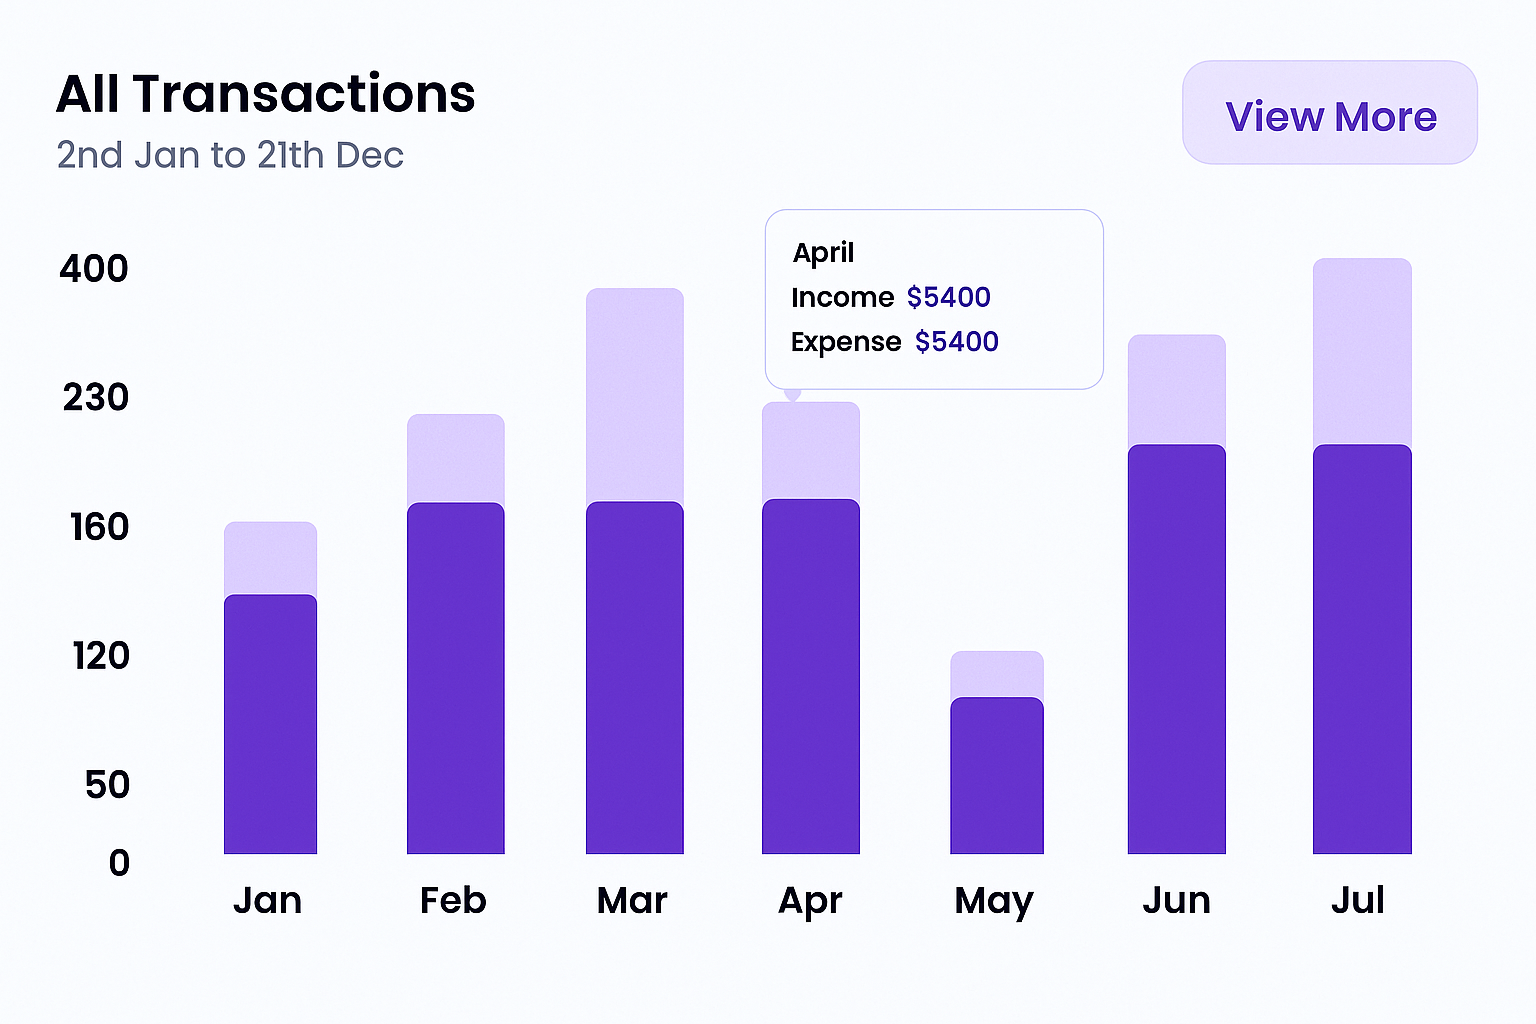 All Transactions
2nd Jan to 21th Dec
View More
400
230
160
120
50
0
April
Income $5400
Expense $5400
Jan Feb Mar Apr May Jun Jul